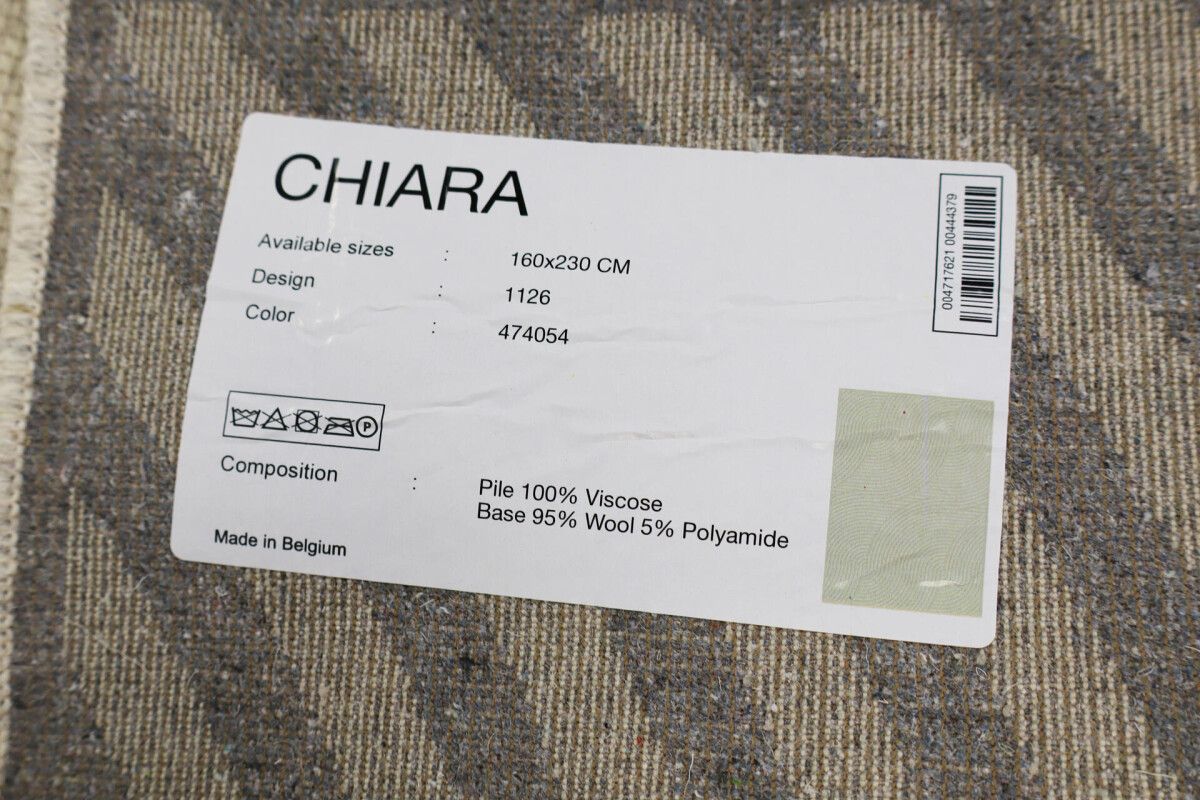 CHIARA
Available sizes : 160x230 CM
Design : 1126
Color : 474054
P
Composition : Pile 100% Viscose
Base 95% Wool 5% Polyamide
Made in Belgium
004717621 00444379